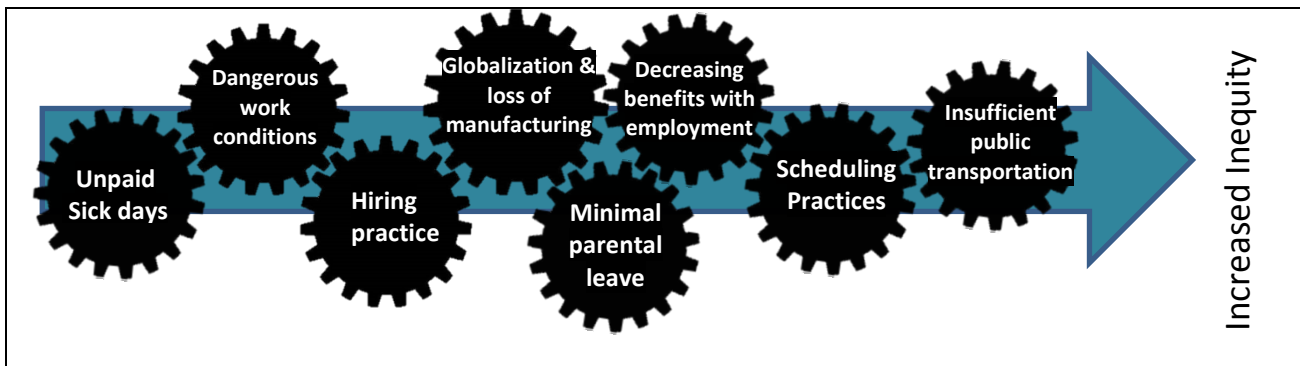 Unpaid
Sick days
Dangerous
work
conditions
Hiring
practice
Globalization &
loss of
manufacturing
Minimal
parental
leave
Decreasing
benefits with
employment
Scheduling
Practices
Insufficient
public
transportation
Increased Inequity